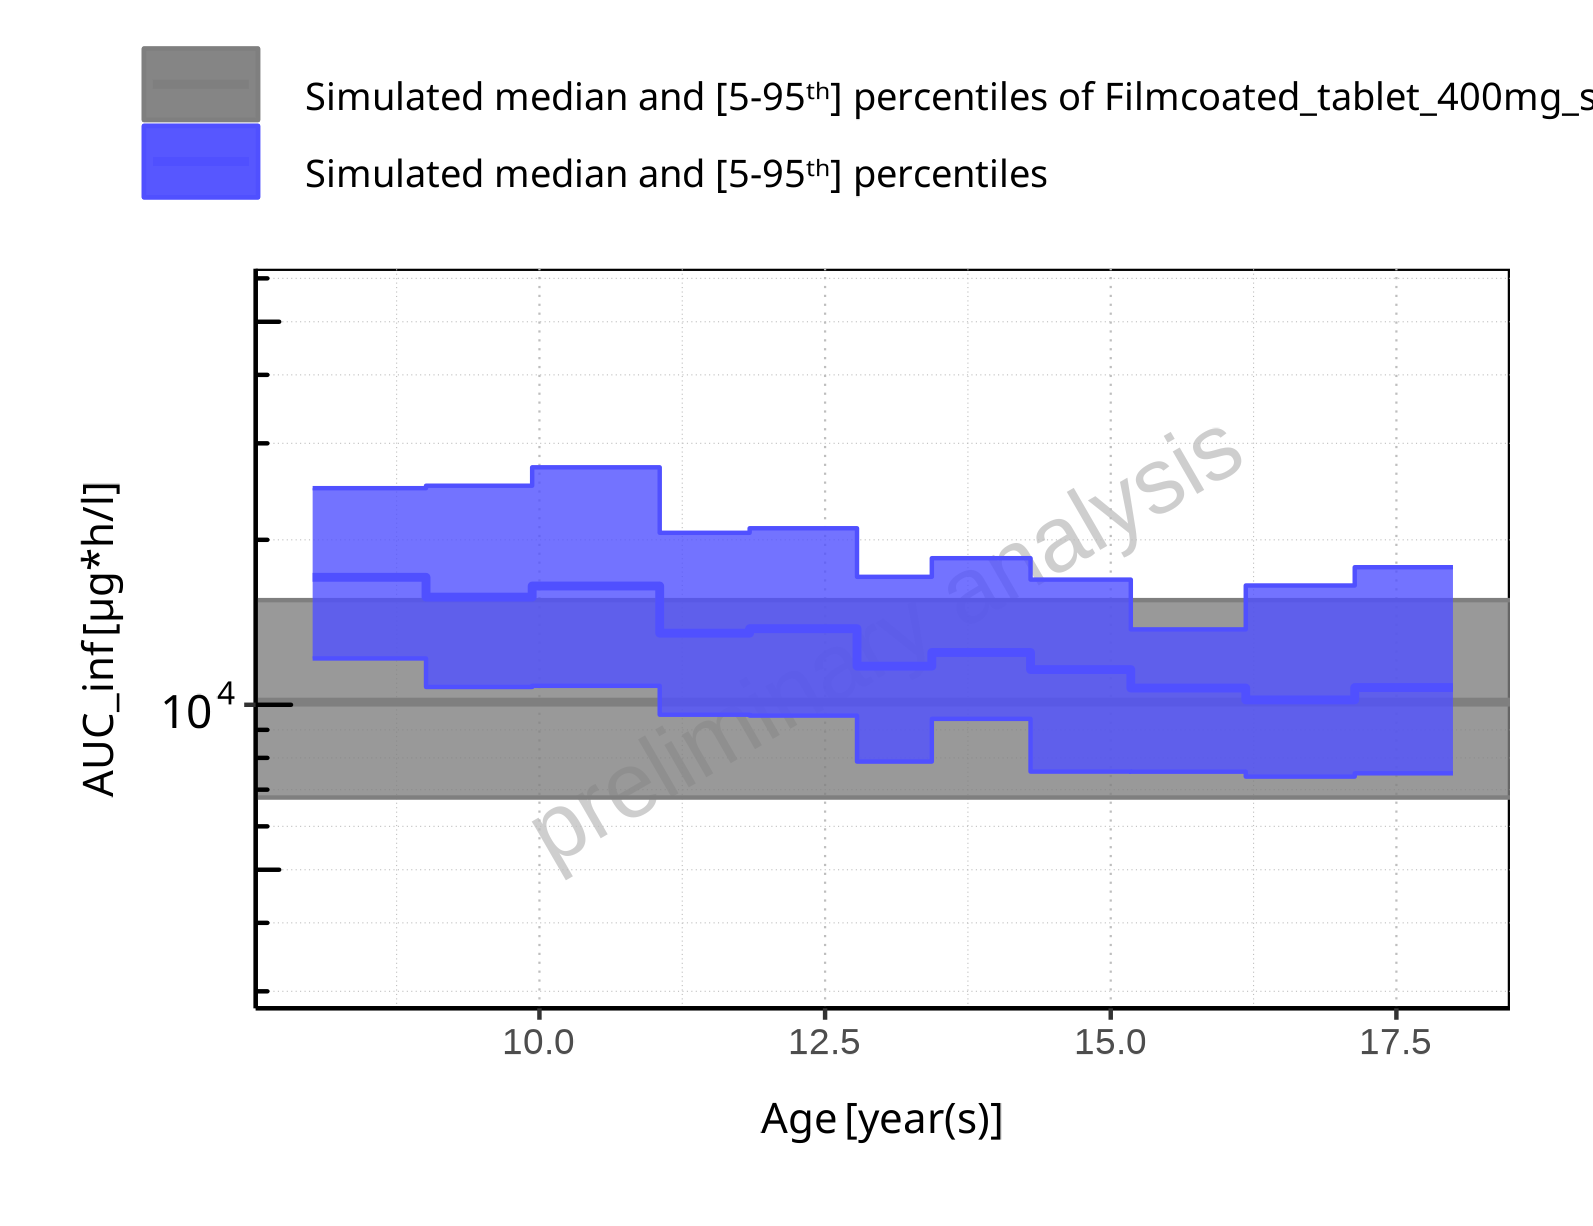 Simulated median and [5-95ᵗʰ] percentiles of Filmcoated_tablet_400mg_s
Simulated median and [5-95ᵗʰ] percentiles
AUC_inf [µg*h/l]
10⁴
preliminary analysis
10.0 12.5 15.0 17.5
Age [year(s)]